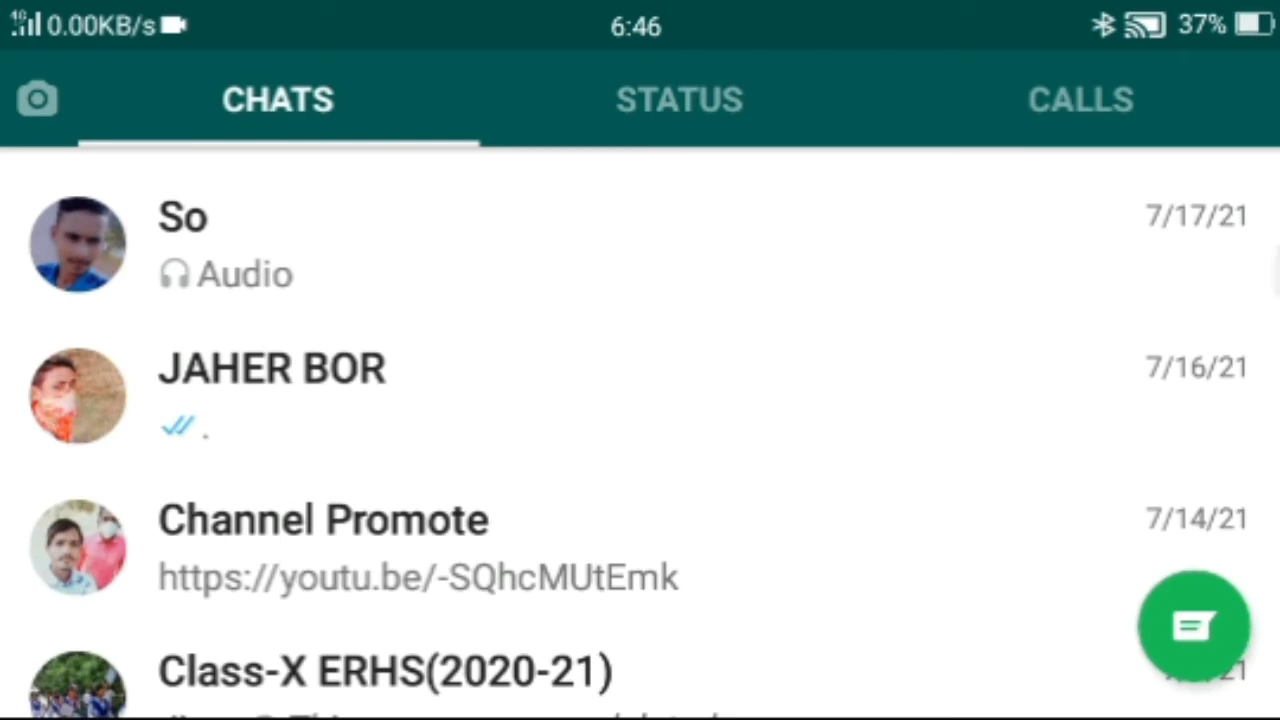 0.00KB/s 6:46 37%
CHATS STATUS CALLS
So 7/17/21
Audio
JAHER BOR 7/16/21
.
Channel Promote 7/14/21
https://youtu.be/-SQhcMUtEmk
Class-X ERHS(2020-21)